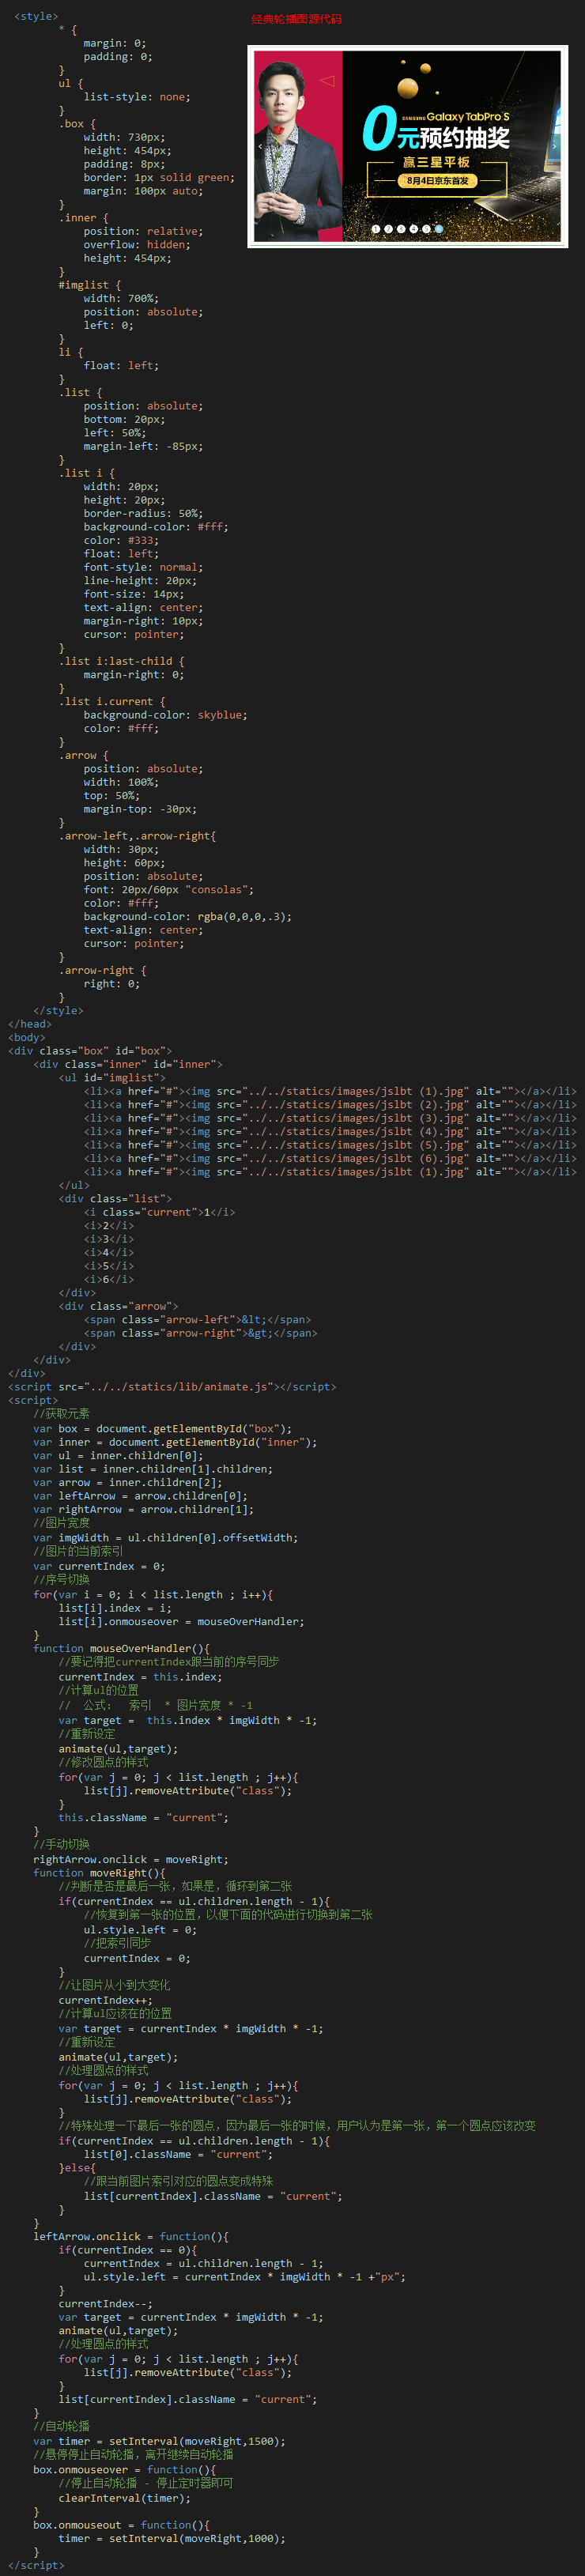 <style>
经典轮播图源代码
* {
margin: 0;
padding: 0;
}
ul {
list-style: none;
}
.box {
width: 730px;
height: 454px;
padding: 8px;
border: 1px solid green;
margin: 100px auto;
}
.inner {
position: relative;
overflow: hidden;
height: 454px;
}
SAMSUNG Galaxy TabPro S
0元预约抽奖
赢三星平板
8月4日京东首发
<
>
1 2 3 4 5 6
#imglist {
width: 700%;
position: absolute;
left: 0;
}
li {
float: left;
}
.list {
position: absolute;
bottom: 20px;
left: 50%;
margin-left: -85px;
}
.list i {
width: 20px;
height: 20px;
border-radius: 50%;
background-color: #fff;
color: #333;
float: left;
font-style: normal;
line-height: 20px;
font-size: 14px;
text-align: center;
margin-right: 10px;
cursor: pointer;
}
.list i:last-child {
margin-right: 0;
}
.list i.current {
background-color: skyblue;
color: #fff;
}
.arrow {
position: absolute;
width: 100%;
top: 50%;
margin-top: -30px;
}
.arrow-left,.arrow-right{
width: 30px;
height: 60px;
position: absolute;
font: 20px/60px "consolas";
color: #fff;
background-color: rgba(0,0,0,.3);
text-align: center;
cursor: pointer;
}
.arrow-right {
right: 0;
}
</style>
</head>
<body>
<div class="box" id="box">
<div class="inner" id="inner">
<ul id="imglist">
<li><a href="#"><img src="../../statics/images/jslbt (1).jpg" alt=""></a></li>
<li><a href="#"><img src="../../statics/images/jslbt (2).jpg" alt=""></a></li>
<li><a href="#"><img src="../../statics/images/jslbt (3).jpg" alt=""></a></li>
<li><a href="#"><img src="../../statics/images/jslbt (4).jpg" alt=""></a></li>
<li><a href="#"><img src="../../statics/images/jslbt (5).jpg" alt=""></a></li>
<li><a href="#"><img src="../../statics/images/jslbt (6).jpg" alt=""></a></li>
<li><a href="#"><img src="../../statics/images/jslbt (1).jpg" alt=""></a></li>
</ul>
<div class="list">
<i class="current">1</i>
<i>2</i>
<i>3</i>
<i>4</i>
<i>5</i>
<i>6</i>
</div>
<div class="arrow">
<span class="arrow-left">&lt;</span>
<span class="arrow-right">&gt;</span>
</div>
</div>
</div>
<script src="../../statics/lib/animate.js"></script>
<script>
//获取元素
var box = document.getElementById("box");
var inner = document.getElementById("inner");
var ul = inner.children[0];
var list = inner.children[1].children;
var arrow = inner.children[2];
var leftArrow = arrow.children[0];
var rightArrow = arrow.children[1];
//图片宽度
var imgWidth = ul.children[0].offsetWidth;
//图片的当前索引
var currentIndex = 0;
//序号切换
for(var i = 0; i < list.length ; i++){
list[i].index = i;
list[i].onmouseover = mouseOverHandler;
}
function mouseOverHandler(){
//要记得把currentIndex跟当前的序号同步
currentIndex = this.index;
//计算ul的位置
// 公式: 索引 * 图片宽度 * -1
var target = this.index * imgWidth * -1;
//重新设定
animate(ul,target);
//修改圆点的样式
for(var j = 0; j < list.length ; j++){
list[j].removeAttribute("class");
}
this.className = "current";
}
//手动切换
rightArrow.onclick = moveRight;
function moveRight(){
//判断是否是最后一张，如果是，循环到第二张
if(currentIndex == ul.children.length - 1){
//恢复到第一张的位置，以便下面的代码进行切换到第二张
ul.style.left = 0;
//把索引同步
currentIndex = 0;
}
//让图片从小到大变化
currentIndex++;
//计算ul应该在的位置
var target = currentIndex * imgWidth * -1;
//重新设定
animate(ul,target);
//处理圆点的样式
for(var j = 0; j < list.length ; j++){
list[j].removeAttribute("class");
}
//特殊处理一下最后一张的圆点，因为最后一张的时候，用户认为是第一张，第一个圆点应该改变
if(currentIndex == ul.children.length - 1){
list[0].className = "current";
}else{
//跟当前图片索引对应的圆点变成特殊
list[currentIndex].className = "current";
}
}
leftArrow.onclick = function(){
if(currentIndex == 0){
currentIndex = ul.children.length - 1;
ul.style.left = currentIndex * imgWidth * -1 +"px";
}
currentIndex--;
var target = currentIndex * imgWidth * -1;
animate(ul,target);
//处理圆点的样式
for(var j = 0; j < list.length ; j++){
list[j].removeAttribute("class");
}
list[currentIndex].className = "current";
}
//自动轮播
var timer = setInterval(moveRight,1500);
//悬停停止自动轮播，离开继续自动轮播
box.onmouseover = function(){
//停止自动轮播 - 停止定时器即可
clearInterval(timer);
}
box.onmouseout = function(){
timer = setInterval(moveRight,1000);
}
</script>